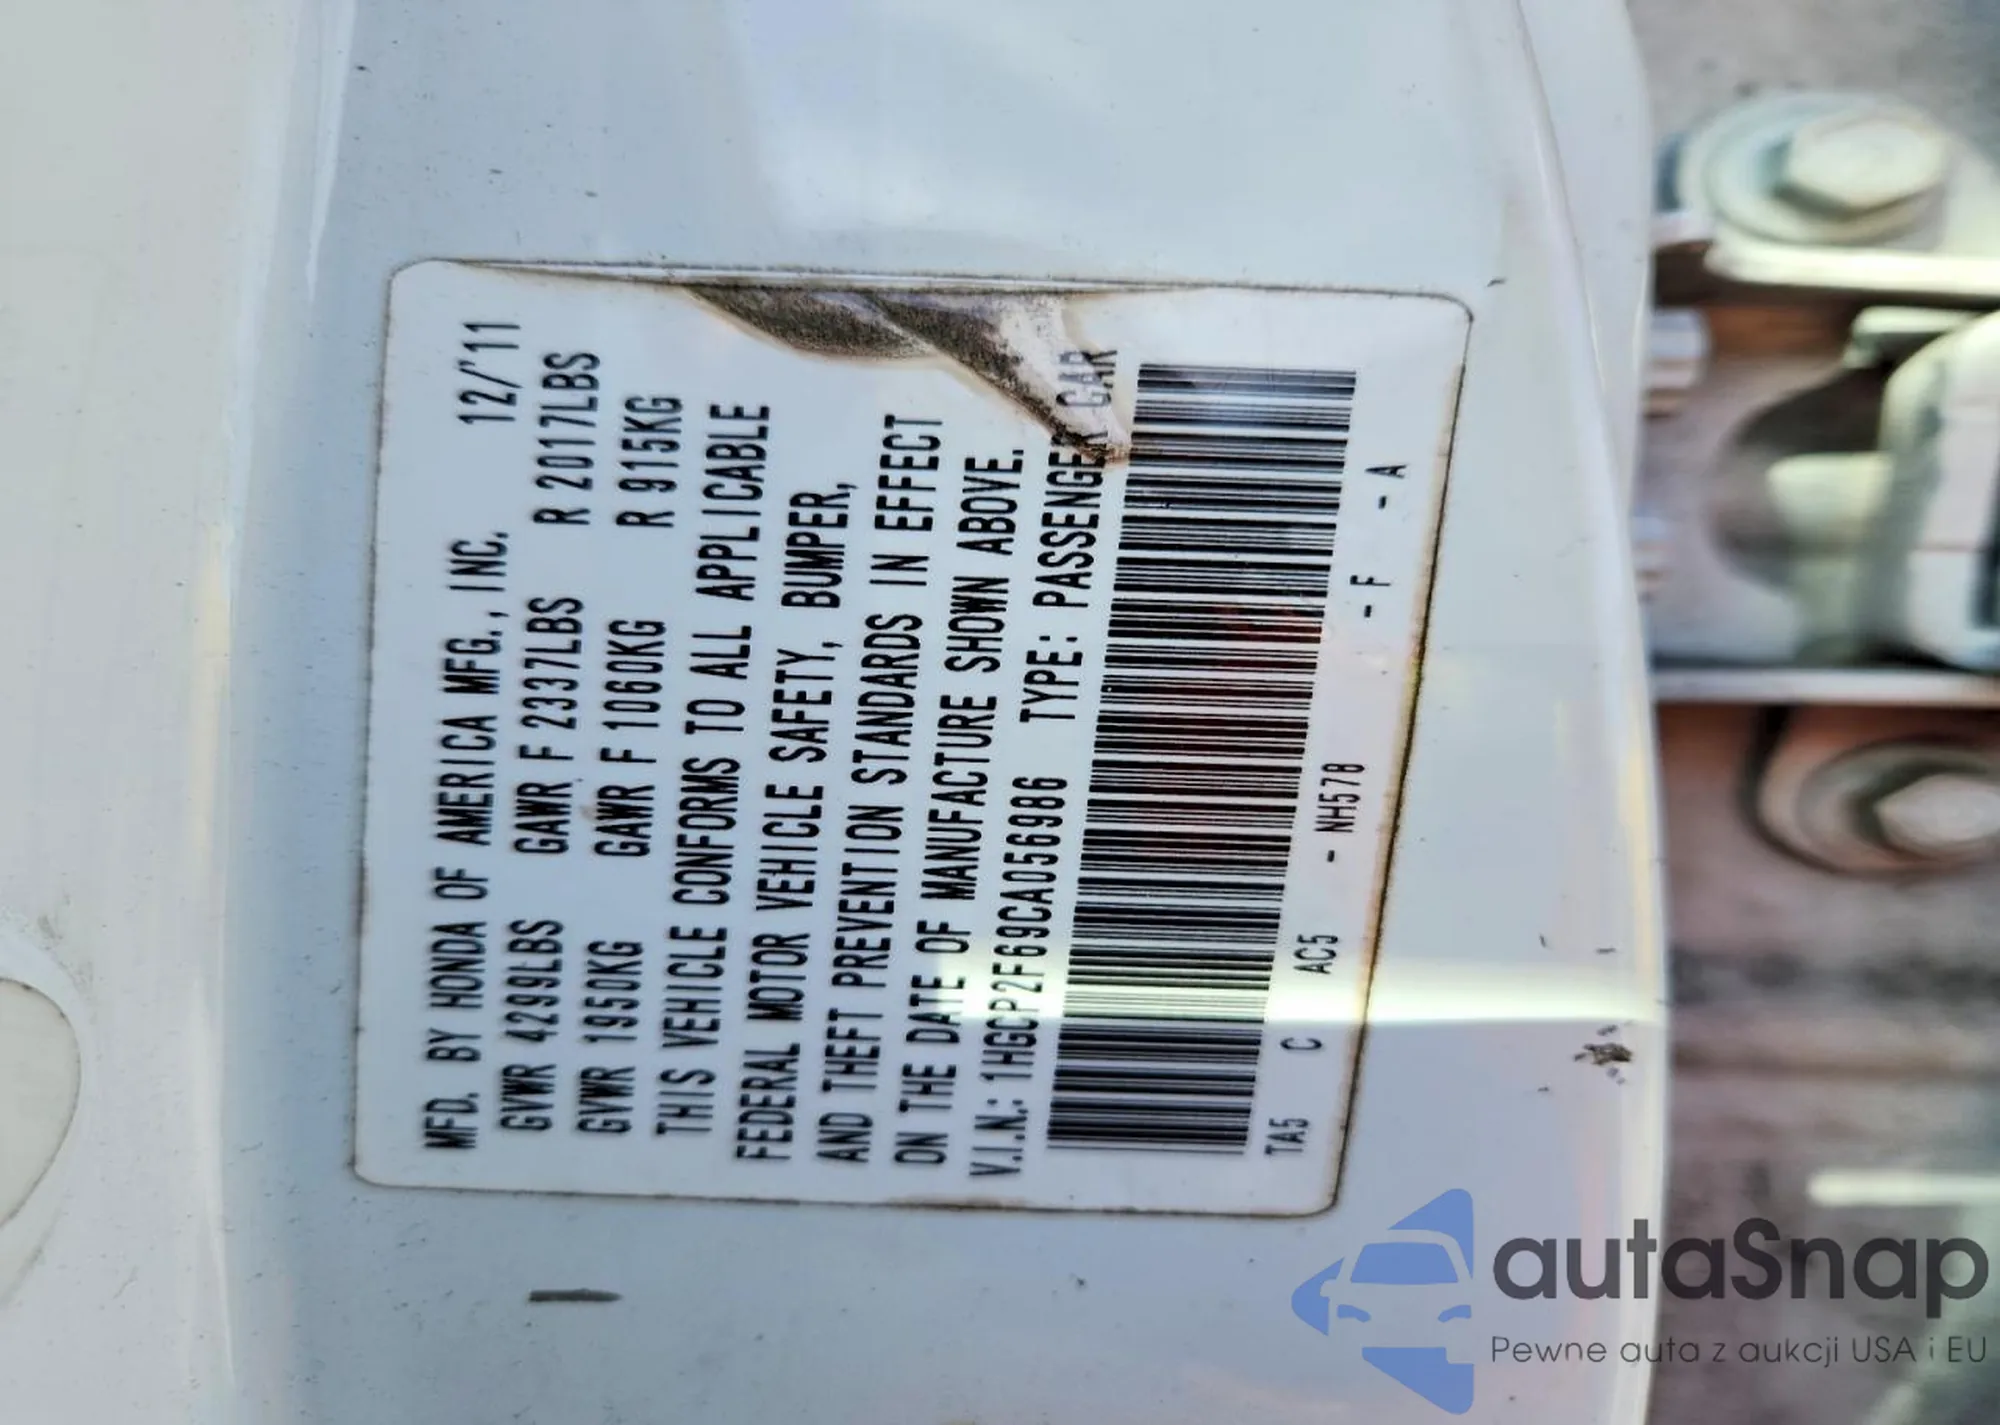 MFD. BY HONDA OF AMERICA MFG., INC. 12/'11
GVWR 4299LBS GAWR F 2337LBS R 2017LBS
GVWR 1950KG GAWR F 1060KG R 915KG
THIS VEHICLE CONFORMS TO ALL APPLICABLE
FEDERAL MOTOR VEHICLE SAFETY, BUMPER,
AND THEFT PREVENTION STANDARDS IN EFFECT
ON THE DATE OF MANUFACTURE SHOWN ABOVE.
V.I.N.: 1HGCP2F69CA056986 TYPE: PASSENGER CAR
TA5 C AC5 - NH578 - F - A
autaSnap
Pewne auta z aukcji USA i EU